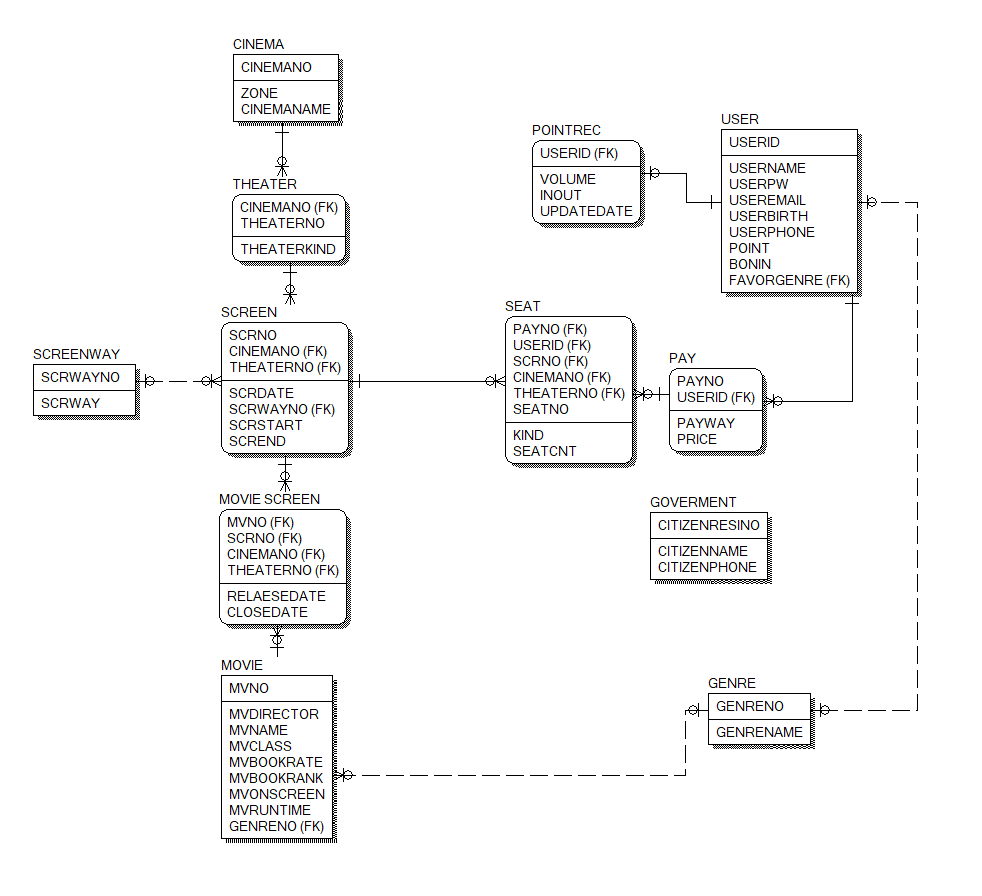 CINEMA
CINEMANO
ZONE
CINEMANAME
THEATER
CINEMANO (FK)
THEATERNO
THEATERKIND
POINTREC
USERID (FK)
VOLUME
INOUT
UPDATEDATE
USER
USERID
USERNAME
USERPW
USEREMAIL
USERBIRTH
USERPHONE
POINT
BONIN
FAVORGENRE (FK)
SCREENWAY
SCRWAYNO
SCRWAY
SCREEN
SCRNO
CINEMANO (FK)
THEATERNO (FK)
SCRDATE
SCRWAYNO (FK)
SCRSTART
SCREND
SEAT
PAYNO (FK)
USERID (FK)
SCRNO (FK)
CINEMANO (FK)
THEATERNO (FK)
SEATNO
KIND
SEATCNT
PAY
PAYNO
USERID (FK)
PAYWAY
PRICE
MOVIE SCREEN
MVNO (FK)
SCRNO (FK)
CINEMANO (FK)
THEATERNO (FK)
RELAESEDATE
CLOSEDATE
GOVERMENT
CITIZENRESINO
CITIZENNAME
CITIZENPHONE
MOVIE
MVNO
MVDIRECTOR
MVNAME
MVCLASS
MVBOOKRATE
MVBOOKRANK
MVONSCREEN
MVRUNTIME
GENRENO (FK)
GENRE
GENRENO
GENRENAME